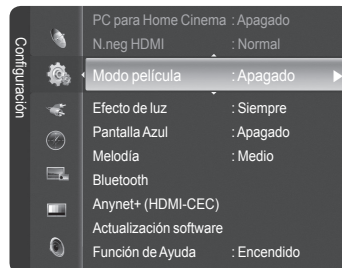 Configuración
PC para Home Cinema : Apagado
N.neg HDMI : Normal
Modo película : Apagado
Efecto de luz : Siempre
Pantalla Azul : Apagado
Melodía : Medio
Bluetooth
Anynet+ (HDMI-CEC)
Actualización software
Función de Ayuda : Encendido